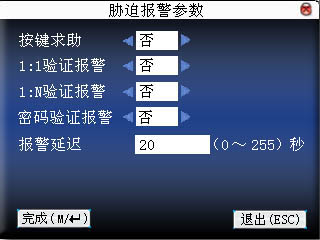 胁迫报警参数
按键求助 否
1:1验证报警 否
1:N验证报警 否
密码验证报警 否
报警延迟 20 (0～255)秒
完成(M/↵) 退出(ESC)